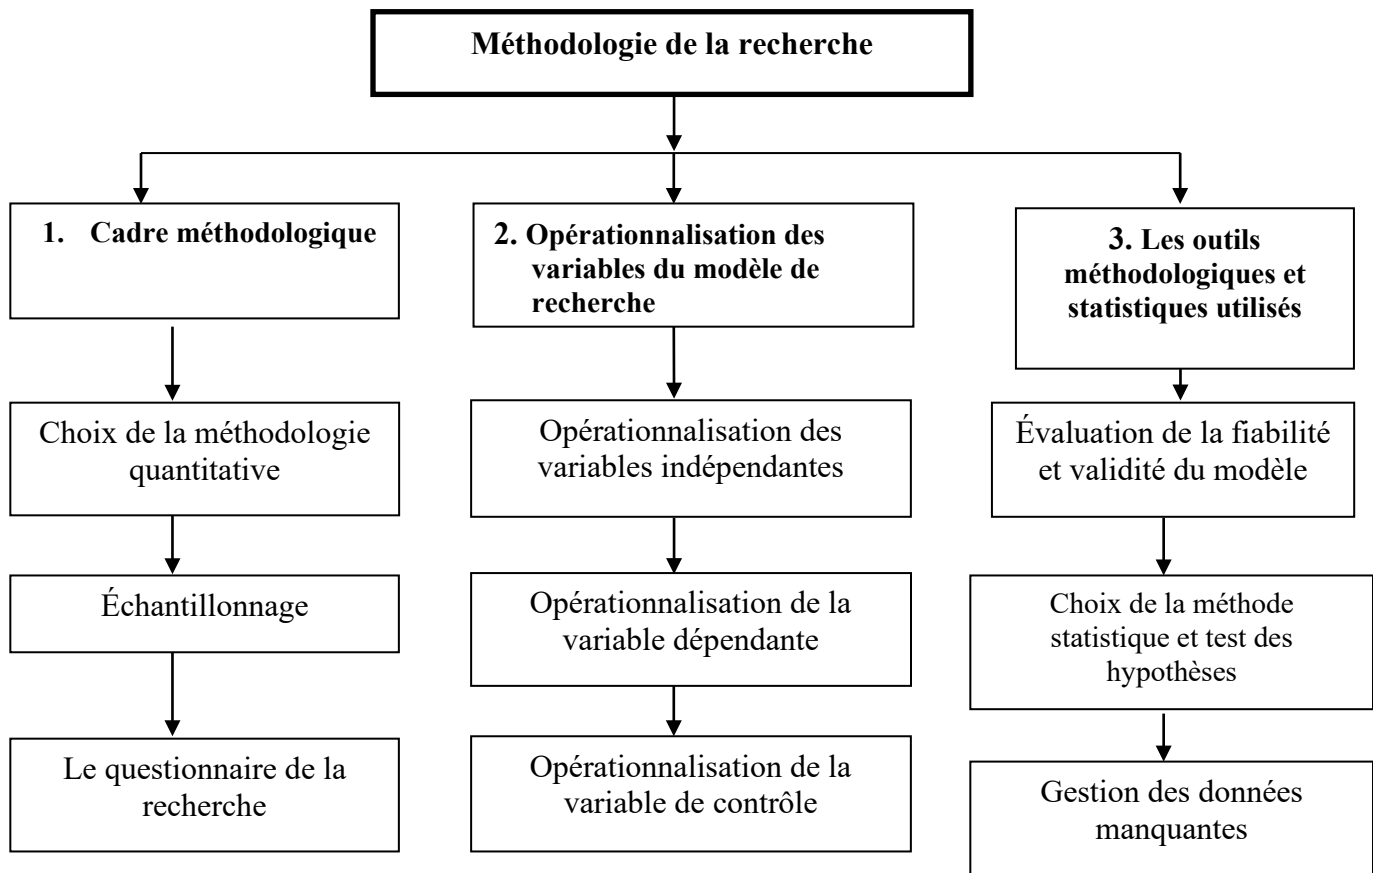 Méthodologie de la recherche
1. Cadre méthodologique
Choix de la méthodologie
quantitative
Échantillonnage
Le questionnaire de la
recherche
2. Opérationnalisation des
variables du modèle de
recherche
Opérationnalisation des
variables indépendantes
Opérationnalisation de la
variable dépendante
Opérationnalisation de la
variable de contrôle
3. Les outils
méthodologiques et
statistiques utilisés
Évaluation de la fiabilité
et validité du modèle
Choix de la méthode
statistique et test des
hypothèses
Gestion des données
manquantes